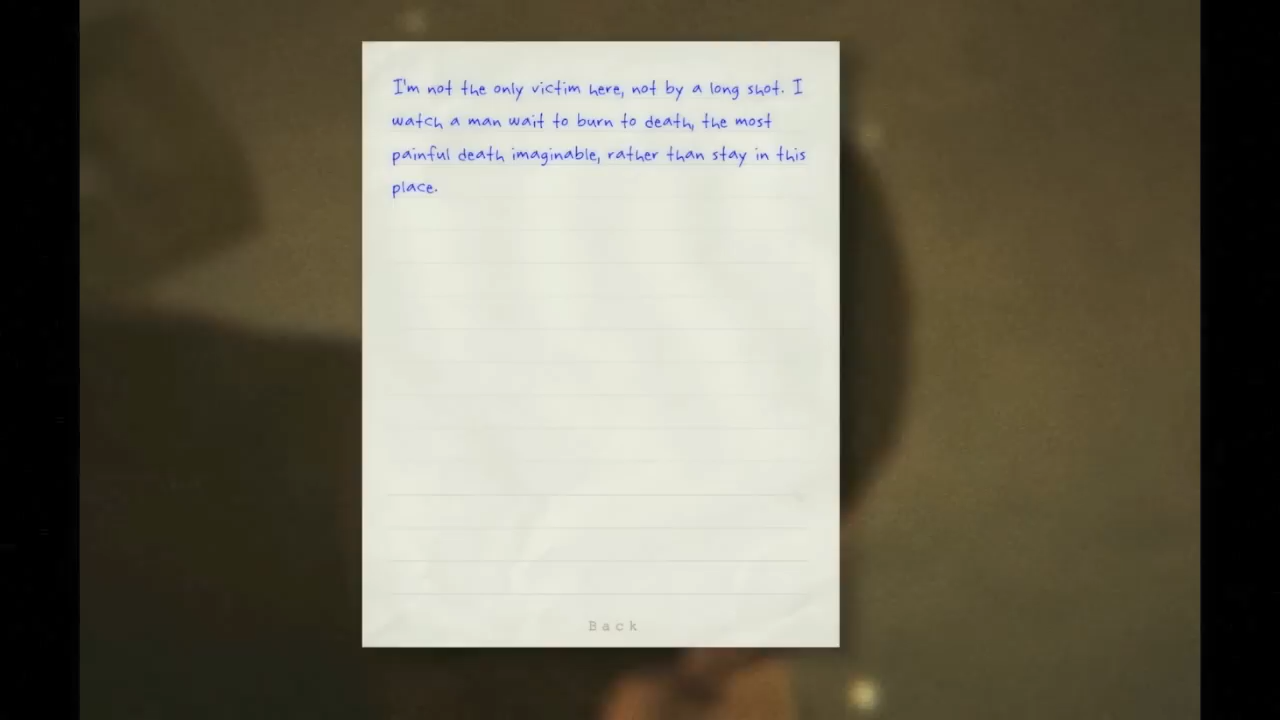 I'm not the only victim here, not by a long shot. I
watch a man wait to burn to death, the most
painful death imaginable, rather than stay in this
place.
Back